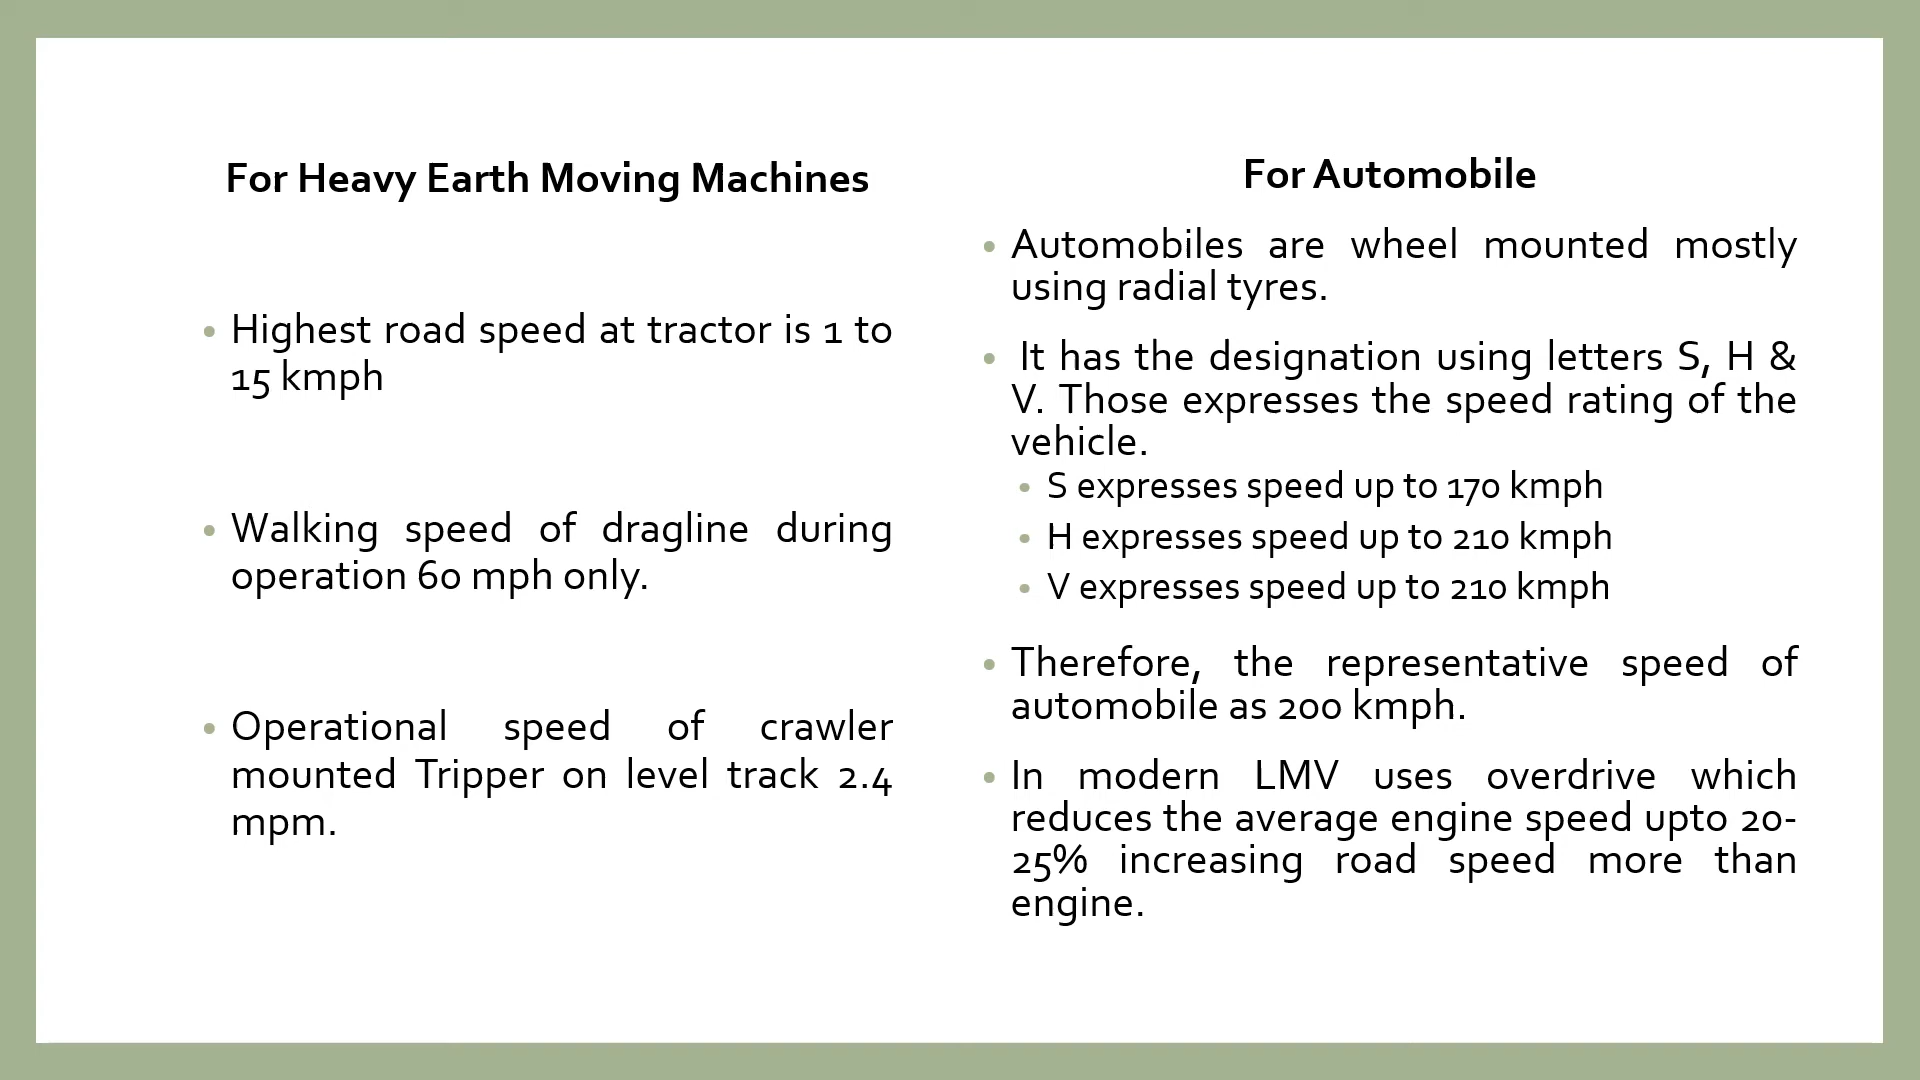 For Heavy Earth Moving Machines
• Highest road speed at tractor is 1 to
15 kmph
• Walking speed of dragline during
operation 60 mph only.
• Operational speed of crawler
mounted Tripper on level track 2.4
mpm.
For Automobile
• Automobiles are wheel mounted mostly
using radial tyres.
• It has the designation using letters S, H &
V. Those expresses the speed rating of the
vehicle.
• S expresses speed up to 170 kmph
• H expresses speed up to 210 kmph
• V expresses speed up to 210 kmph
• Therefore, the representative speed of
automobile as 200 kmph.
• In modern LMV uses overdrive which
reduces the average engine speed upto 20-
25% increasing road speed more than
engine.